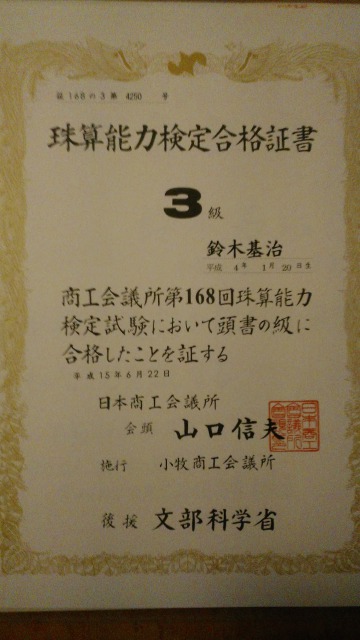 第168の3第 4250 号
珠算能力検定合格証書
3級
鈴木基治
平成 4年 1月 20日生
商工会議所第168回珠算能力
検定試験において頭書の級に
合格したことを証する
平成15年6月22日
日本商工会議所
会頭 山口信夫
施行 小牧商工会議所
後援 文部科学省